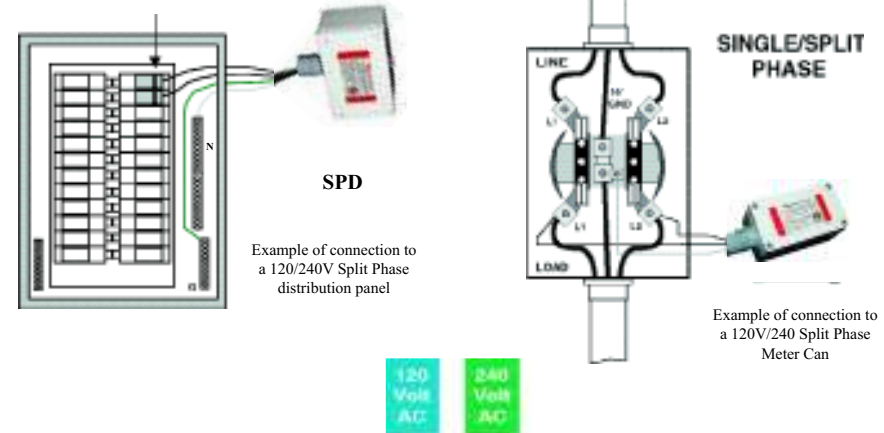 N
G
SPD
Example of connection to
a 120/240V Split Phase
distribution panel
SINGLE/SPLIT
PHASE
LINE
GND
L1
L2
L1
L2
LOAD
Example of connection to
a 120V/240 Split Phase
Meter Can
120
Volt
AC
240
Volt
AC